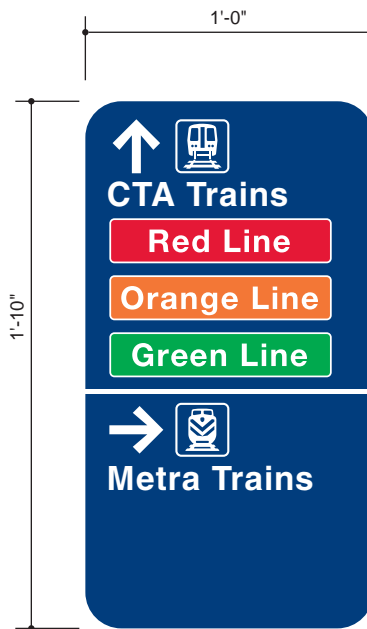 1'-0"
1'-10"
CTA Trains
Red Line
Orange Line
Green Line
Metra Trains